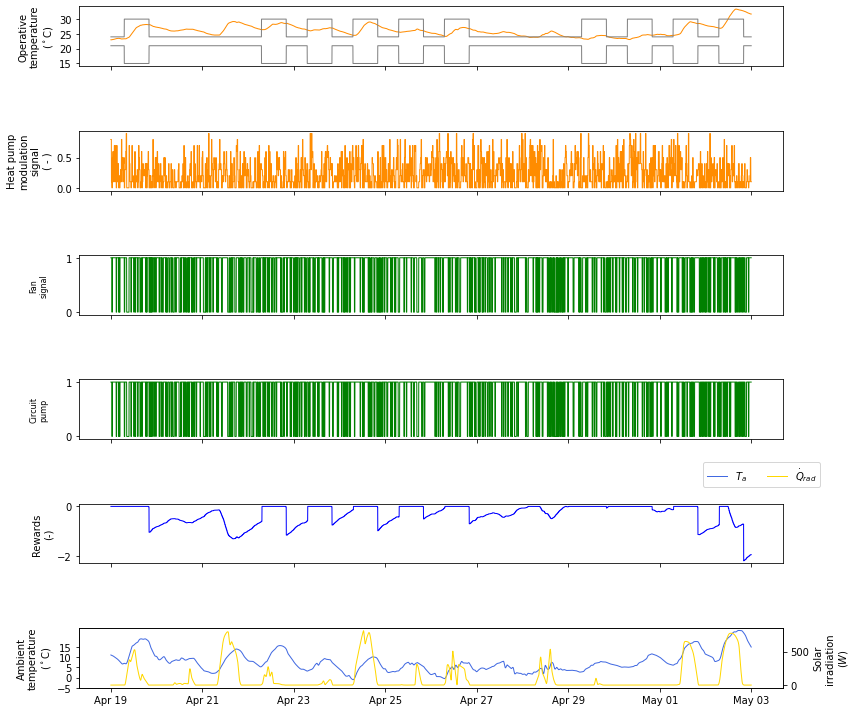 Operative
temperature
(°C)
30
25
20
15
Heat pump
modulation
signal
( - )
0.5
0.0
Fan
signal
1
0
Circuit
pump
1
0
T_a
Q̇_rad
Rewards
(-)
0
−2
Ambient
temperature
(°C)
15
10
5
0
−5
500
0
Solar
irradiation
(W)
Apr 19 Apr 21 Apr 23 Apr 25 Apr 27 Apr 29 May 01 May 03